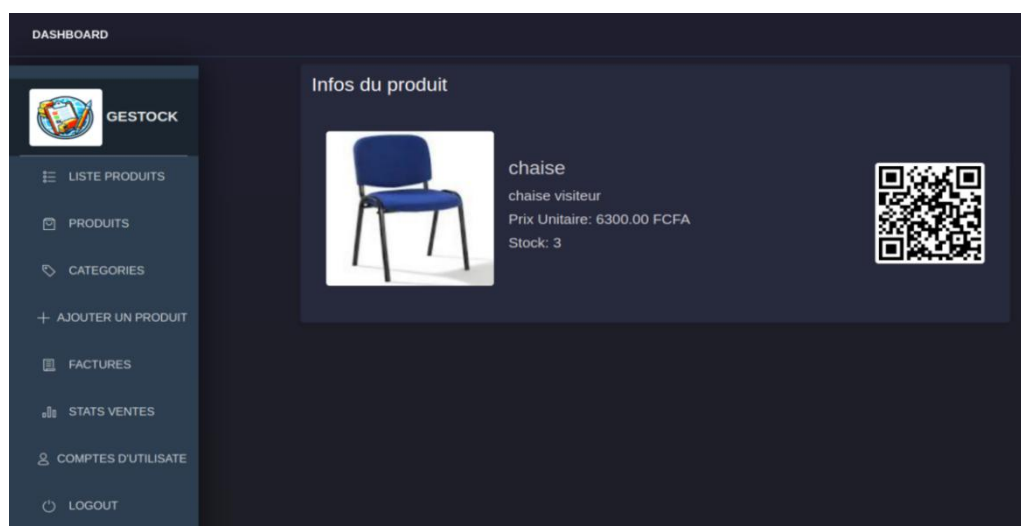 DASHBOARD
GESTOCK
LISTE PRODUITS
PRODUITS
CATEGORIES
AJOUTER UN PRODUIT
FACTURES
STATS VENTES
COMPTES D'UTILISATE
LOGOUT
Infos du produit
chaise
chaise visiteur
Prix Unitaire: 6300.00 FCFA
Stock: 3